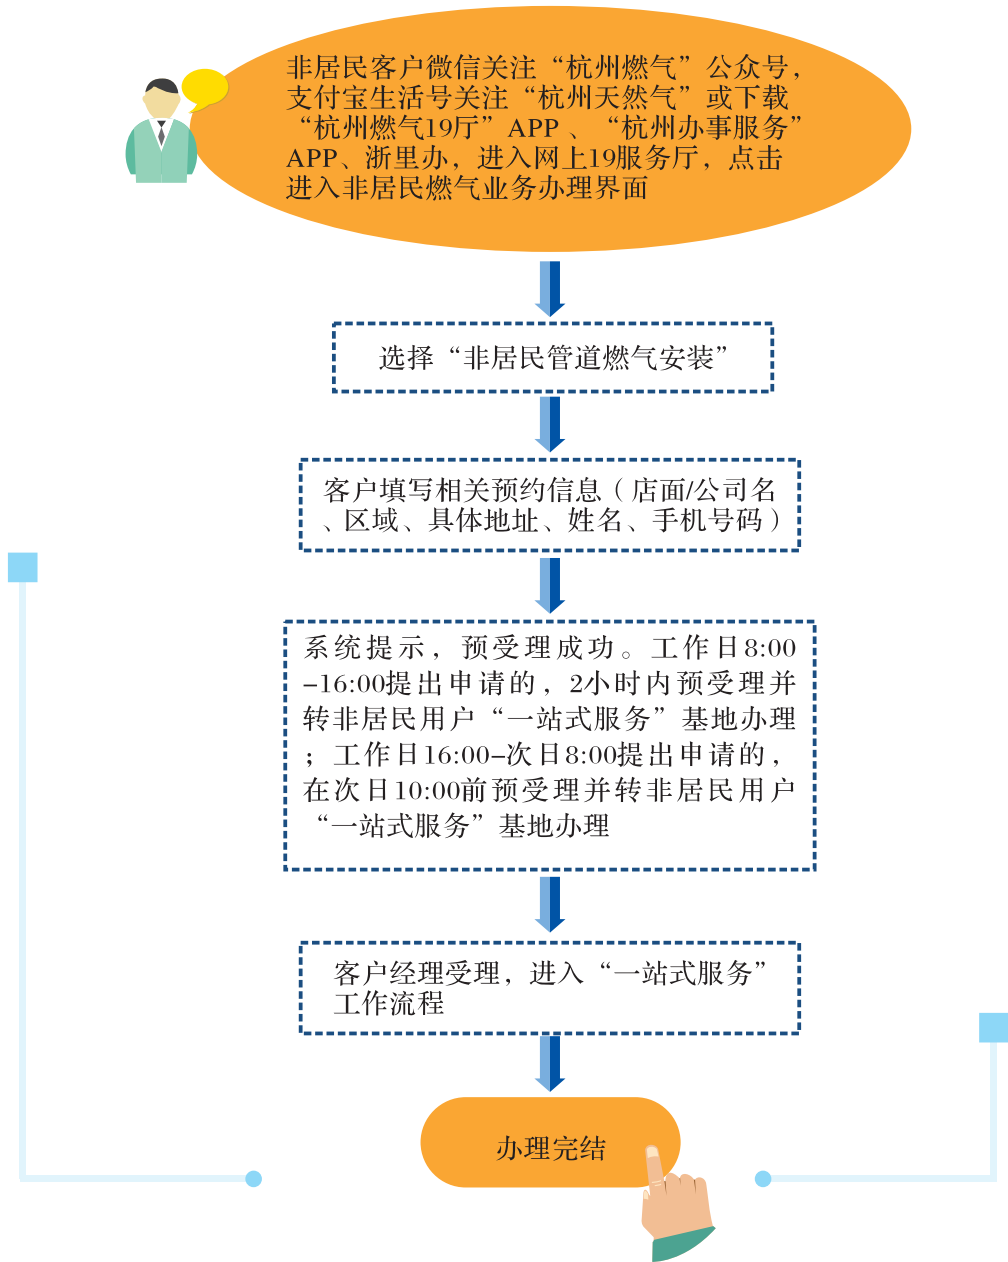 非居民客户微信关注“杭州燃气”公众号，
支付宝生活号关注“杭州天然气”或下载
“杭州燃气19厅”APP 、“杭州办事服务”
APP、浙里办，进入网上19服务厅，点击
进入非居民燃气业务办理界面
选择“非居民管道燃气安装”
客户填写相关预约信息（店面/公司名
、区域、具体地址、姓名、手机号码）
系统提示，预受理成功。工作日8:00
-16:00提出申请的，2小时内预受理并
转非居民用户“一站式服务”基地办理
；工作日16:00-次日8:00提出申请的，
在次日10:00前预受理并转非居民用户
“一站式服务”基地办理
客户经理受理，进入“一站式服务”
工作流程
办理完结